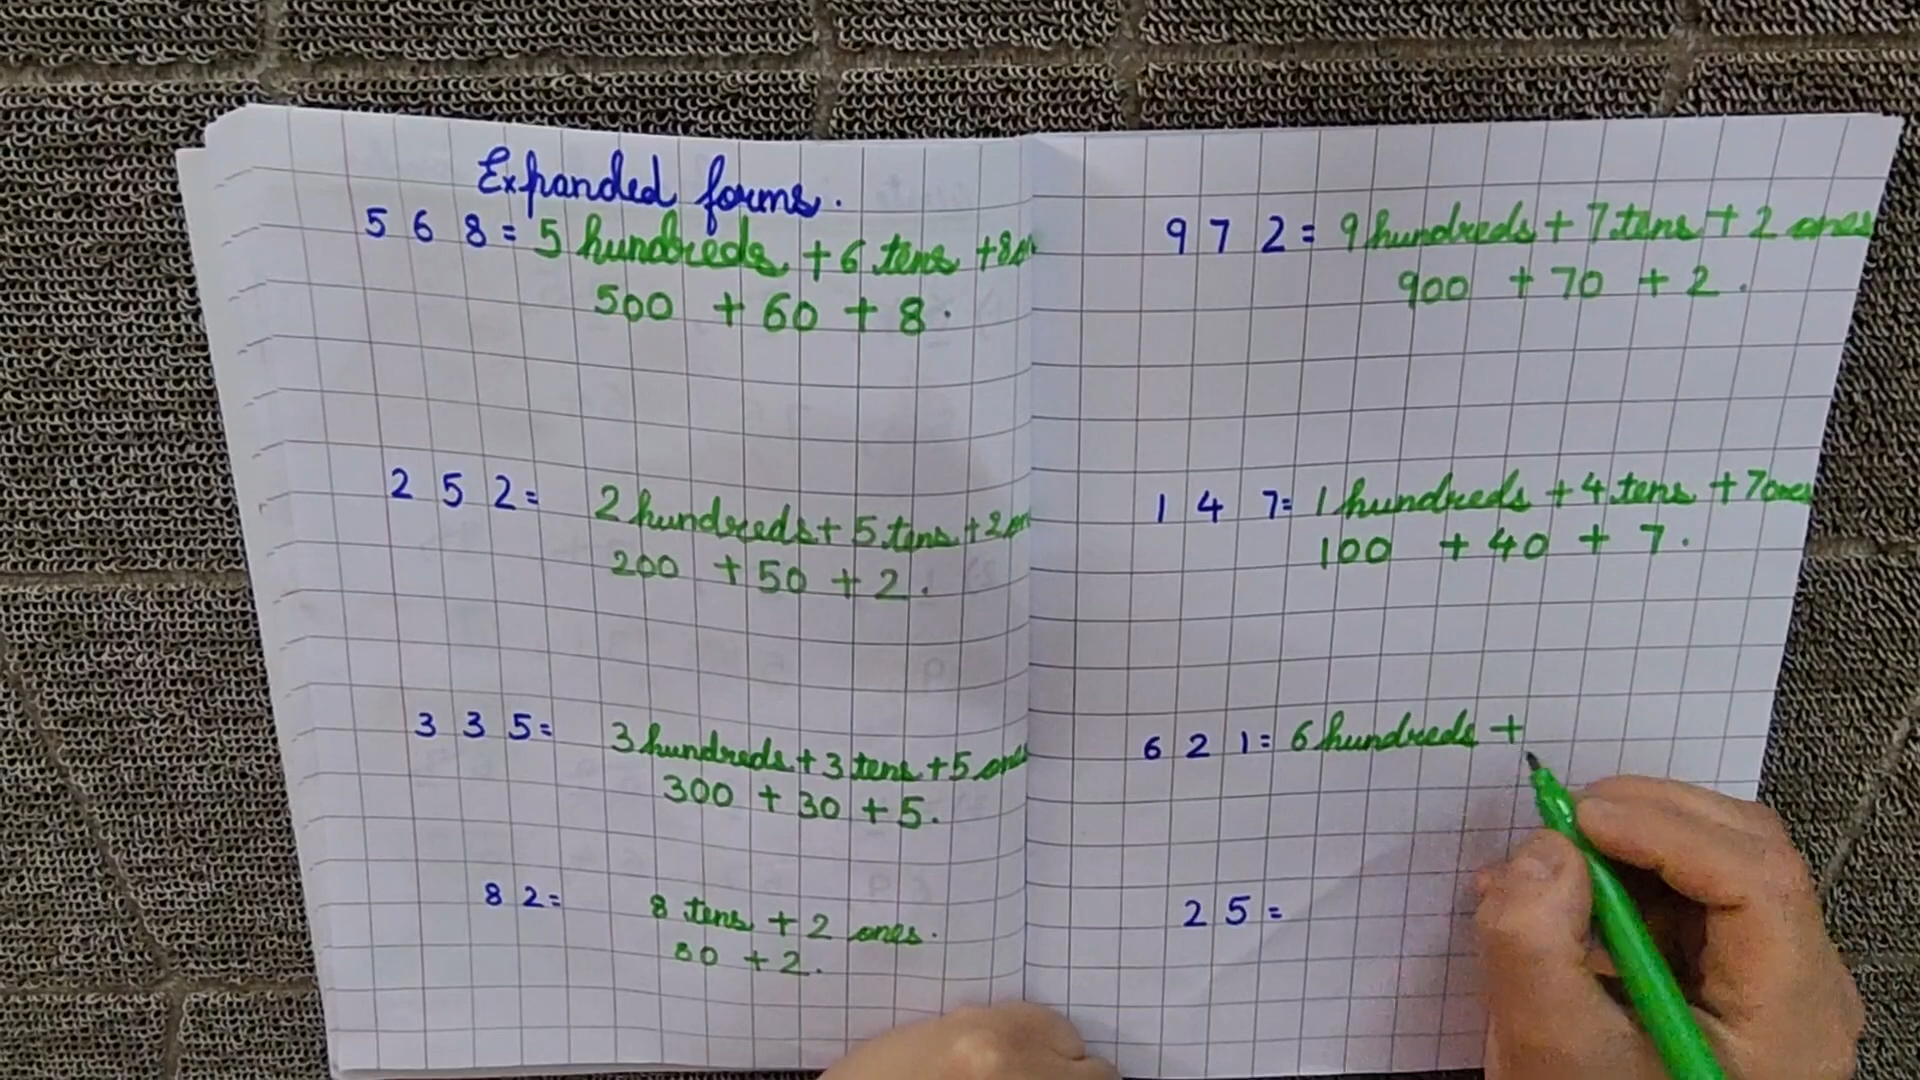 Expanded forms.
5 6 8 = 5 hundreds + 6 tens + 8
500 + 60 + 8.
2 5 2 = 2 hundreds + 5 tens + 2
200 + 50 + 2.
3 3 5 = 3 hundreds + 3 tens + 5 ones
300 + 30 + 5.
8 2 = 8 tens + 2 ones.
80 + 2.
9 7 2 = 9 hundreds + 7 tens + 2 ones
900 + 70 + 2.
1 4 7 = 1 hundreds + 4 tens + 7 ones
100 + 40 + 7.
6 2 1 = 6 hundreds +
2 5 =